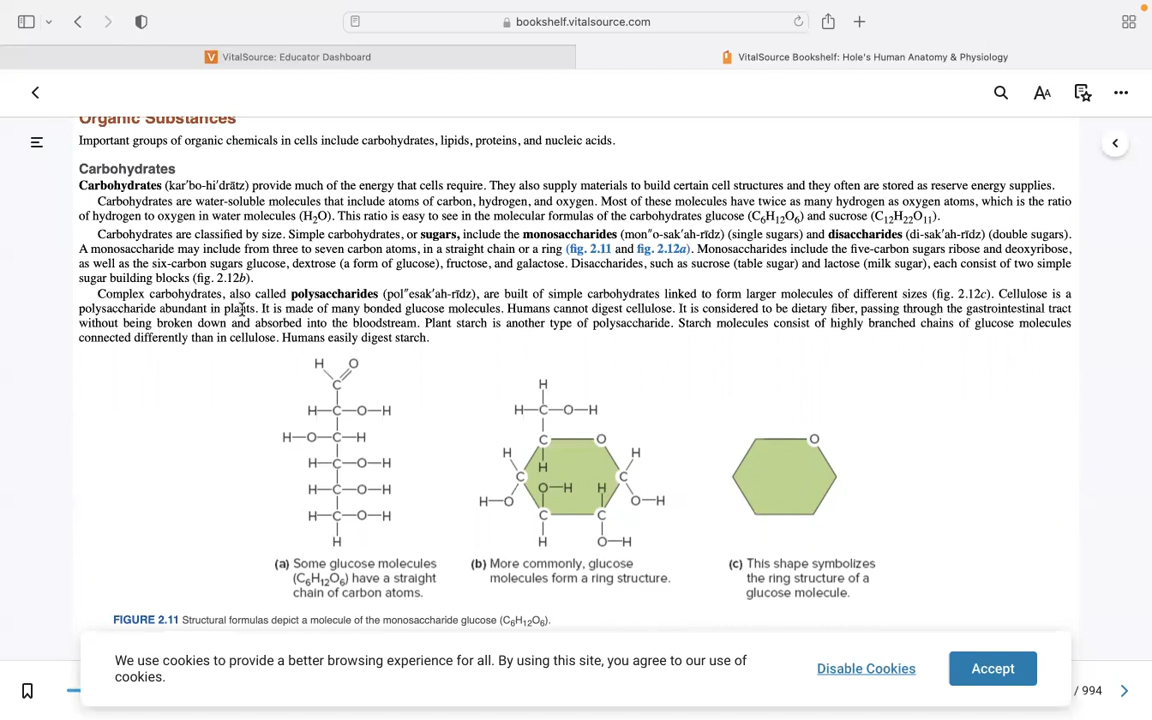 bookshelf.vitalsource.com
VitalSource: Educator Dashboard
VitalSource Bookshelf: Hole's Human Anatomy & Physiology
AA
Organic Substances
Important groups of organic chemicals in cells include carbohydrates, lipids, proteins, and nucleic acids.
Carbohydrates
Carbohydrates (kar′bo-hi′drātz) provide much of the energy that cells require. They also supply materials to build certain cell structures and they often are stored as reserve energy supplies.
Carbohydrates are water-soluble molecules that include atoms of carbon, hydrogen, and oxygen. Most of these molecules have twice as many hydrogen as oxygen atoms, which is the ratio
of hydrogen to oxygen in water molecules (H₂O). This ratio is easy to see in the molecular formulas of the carbohydrates glucose (C₆H₁₂O₆) and sucrose (C₁₂H₂₂O₁₁).
Carbohydrates are classified by size. Simple carbohydrates, or sugars, include the monosaccharides (mon″o-sak′ah-rīdz) (single sugars) and disaccharides (di-sak′ah-rīdz) (double sugars).
A monosaccharide may include from three to seven carbon atoms, in a straight chain or a ring (fig. 2.11 and fig. 2.12a). Monosaccharides include the five-carbon sugars ribose and deoxyribose,
as well as the six-carbon sugars glucose, dextrose (a form of glucose), fructose, and galactose. Disaccharides, such as sucrose (table sugar) and lactose (milk sugar), each consist of two simple
sugar building blocks (fig. 2.12b).
Complex carbohydrates, also called polysaccharides (pol″esak′ah-rīdz), are built of simple carbohydrates linked to form larger molecules of different sizes (fig. 2.12c). Cellulose is a
polysaccharide abundant in plants. It is made of many bonded glucose molecules. Humans cannot digest cellulose. It is considered to be dietary fiber, passing through the gastrointestinal tract
without being broken down and absorbed into the bloodstream. Plant starch is another type of polysaccharide. Starch molecules consist of highly branched chains of glucose molecules
connected differently than in cellulose. Humans easily digest starch.
H O
C
H—C—O—H
H—O—C—H
H—C—O—H
H—C—O—H
H—C—O—H
H
(a) Some glucose molecules
(C₆H₁₂O₆) have a straight
chain of carbon atoms.
H
H—C—O—H
C O
H H
H
C C
O—H H
H—O O—H
C C
H O—H
(b) More commonly, glucose
molecules form a ring structure.
O
(c) This shape symbolizes
the ring structure of a
glucose molecule.
FIGURE 2.11 Structural formulas depict a molecule of the monosaccharide glucose (C₆H₁₂O₆).
We use cookies to provide a better browsing experience for all. By using this site, you agree to our use of
cookies.
Disable Cookies
Accept
/ 994